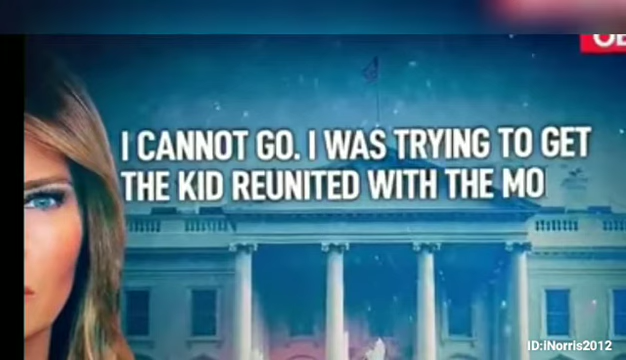 I CANNOT GO. I WAS TRYING TO GET
THE KID REUNITED WITH THE MO
ID:iNorris2012